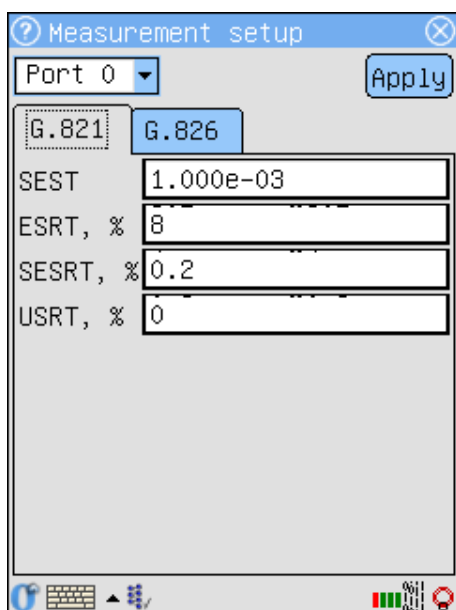 Measurement setup
Port 0
Apply
G.821
G.826
SEST 1.000e-03
ESRT, % 8
SESRT, % 0.2
USRT, % 0